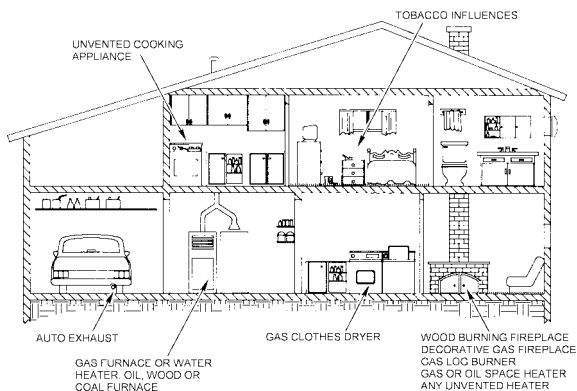 TOBACCO INFLUENCES
UNVENTED COOKING
APPLIANCE
AUTO EXHAUST
GAS FURNACE OR WATER
HEATER. OIL, WOOD OR
COAL FURNACE
GAS CLOTHES DRYER
WOOD BURNING FIREPLACE
DECORATIVE GAS FIREPLACE
GAS LOG BURNER
GAS OR OIL SPACE HEATER
ANY UNVENTED HEATER